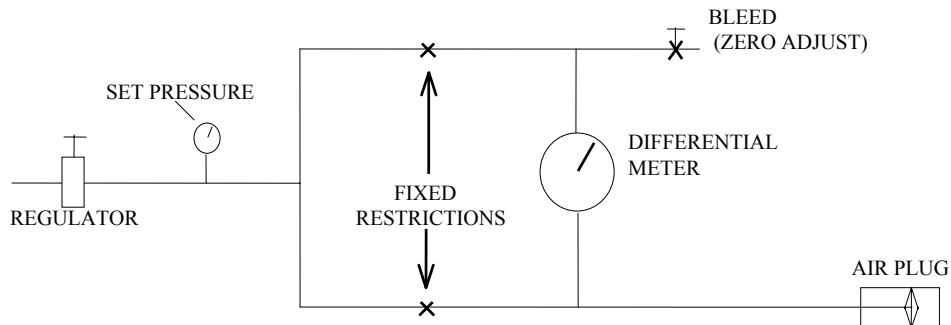 BLEED
(ZERO ADJUST)
SET PRESSURE
DIFFERENTIAL
METER
FIXED
RESTRICTIONS
REGULATOR
AIR PLUG